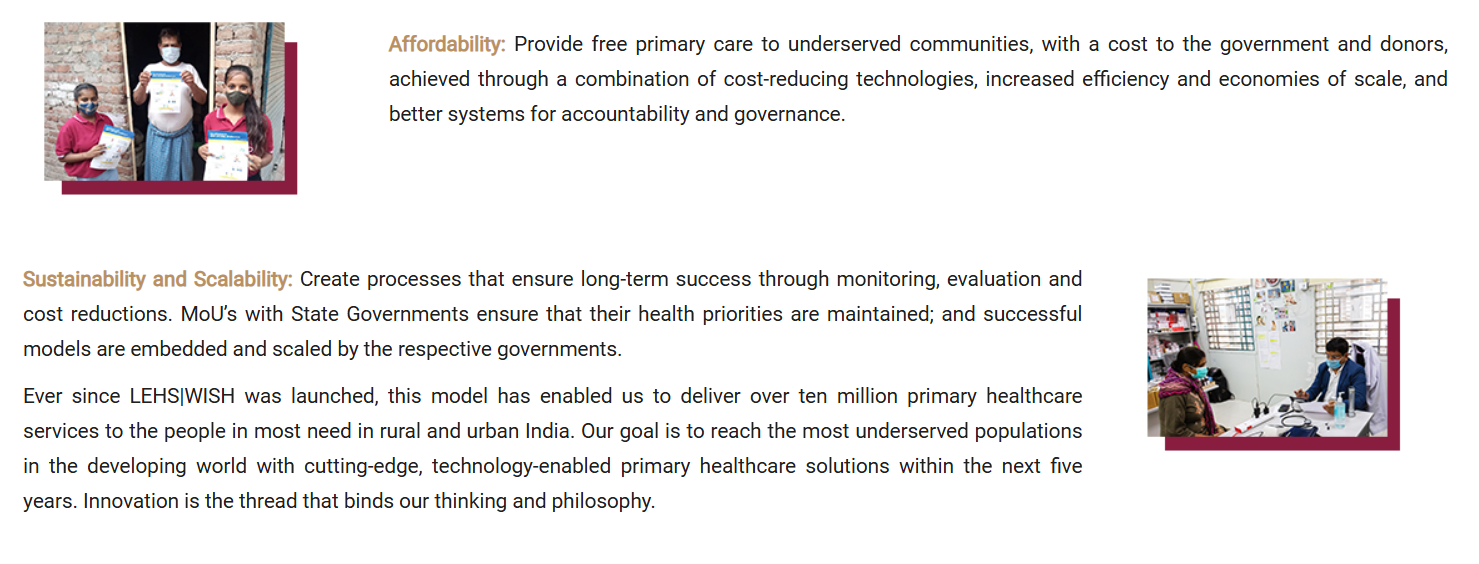 Affordability: Provide free primary care to underserved communities, with a cost to the government and donors,
achieved through a combination of cost-reducing technologies, increased efficiency and economies of scale, and
better systems for accountability and governance.
Sustainability and Scalability: Create processes that ensure long-term success through monitoring, evaluation and
cost reductions. MoU’s with State Governments ensure that their health priorities are maintained; and successful
models are embedded and scaled by the respective governments.
Ever since LEHS|WISH was launched, this model has enabled us to deliver over ten million primary healthcare
services to the people in most need in rural and urban India. Our goal is to reach the most underserved populations
in the developing world with cutting-edge, technology-enabled primary healthcare solutions within the next five
years. Innovation is the thread that binds our thinking and philosophy.